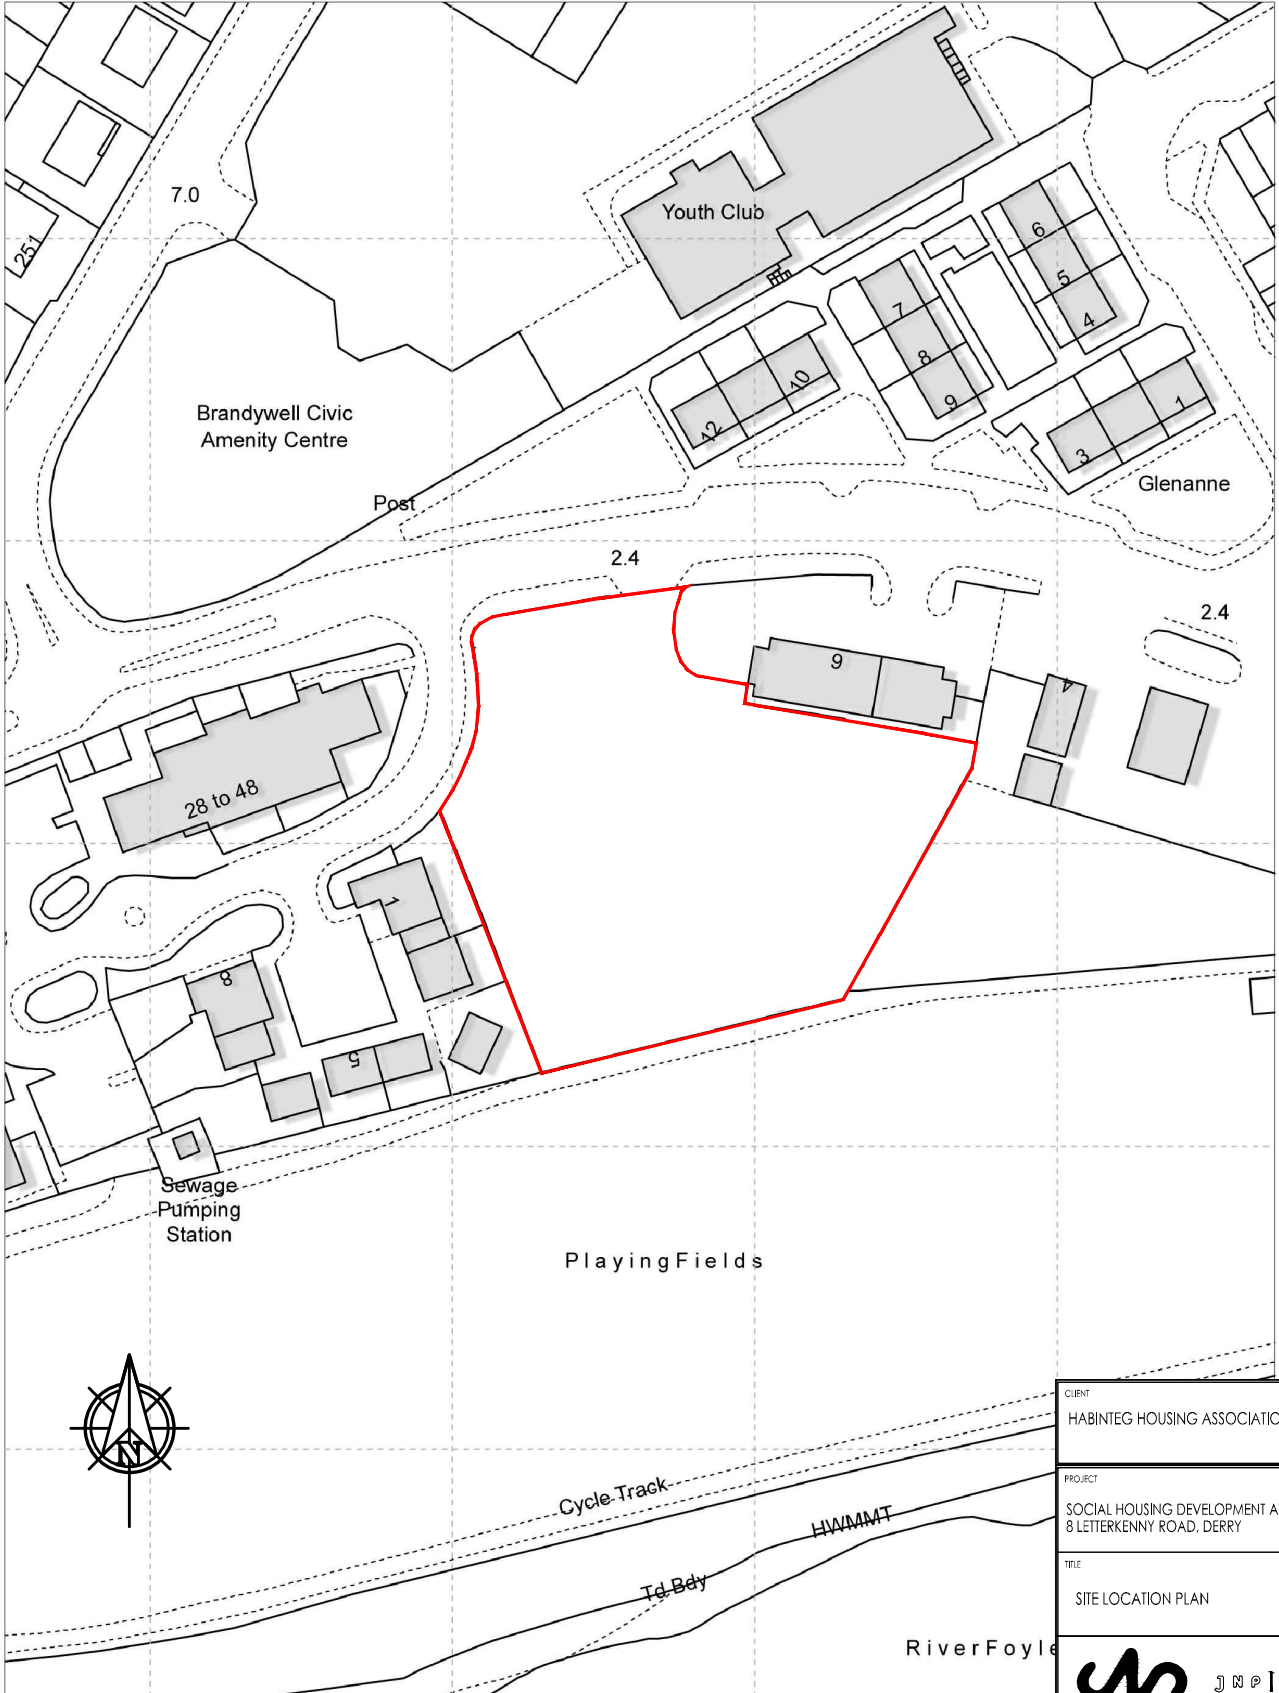 7.0
251
Youth Club
6
5
4
7
8
9
10
12
1
3
Brandywell Civic
Amenity Centre
Post
Glenanne
2.4
2.4
9
4
28 to 48
1
8
5
Sewage
Pumping
Station
PlayingFields
N
Cycle Track
HWMMT
Td Bdy
RiverFoyle
CLIENT
HABINTEG HOUSING ASSOCIATIO
PROJECT
SOCIAL HOUSING DEVELOPMENT A
8 LETTERKENNY ROAD, DERRY
TITLE
SITE LOCATION PLAN
JNP